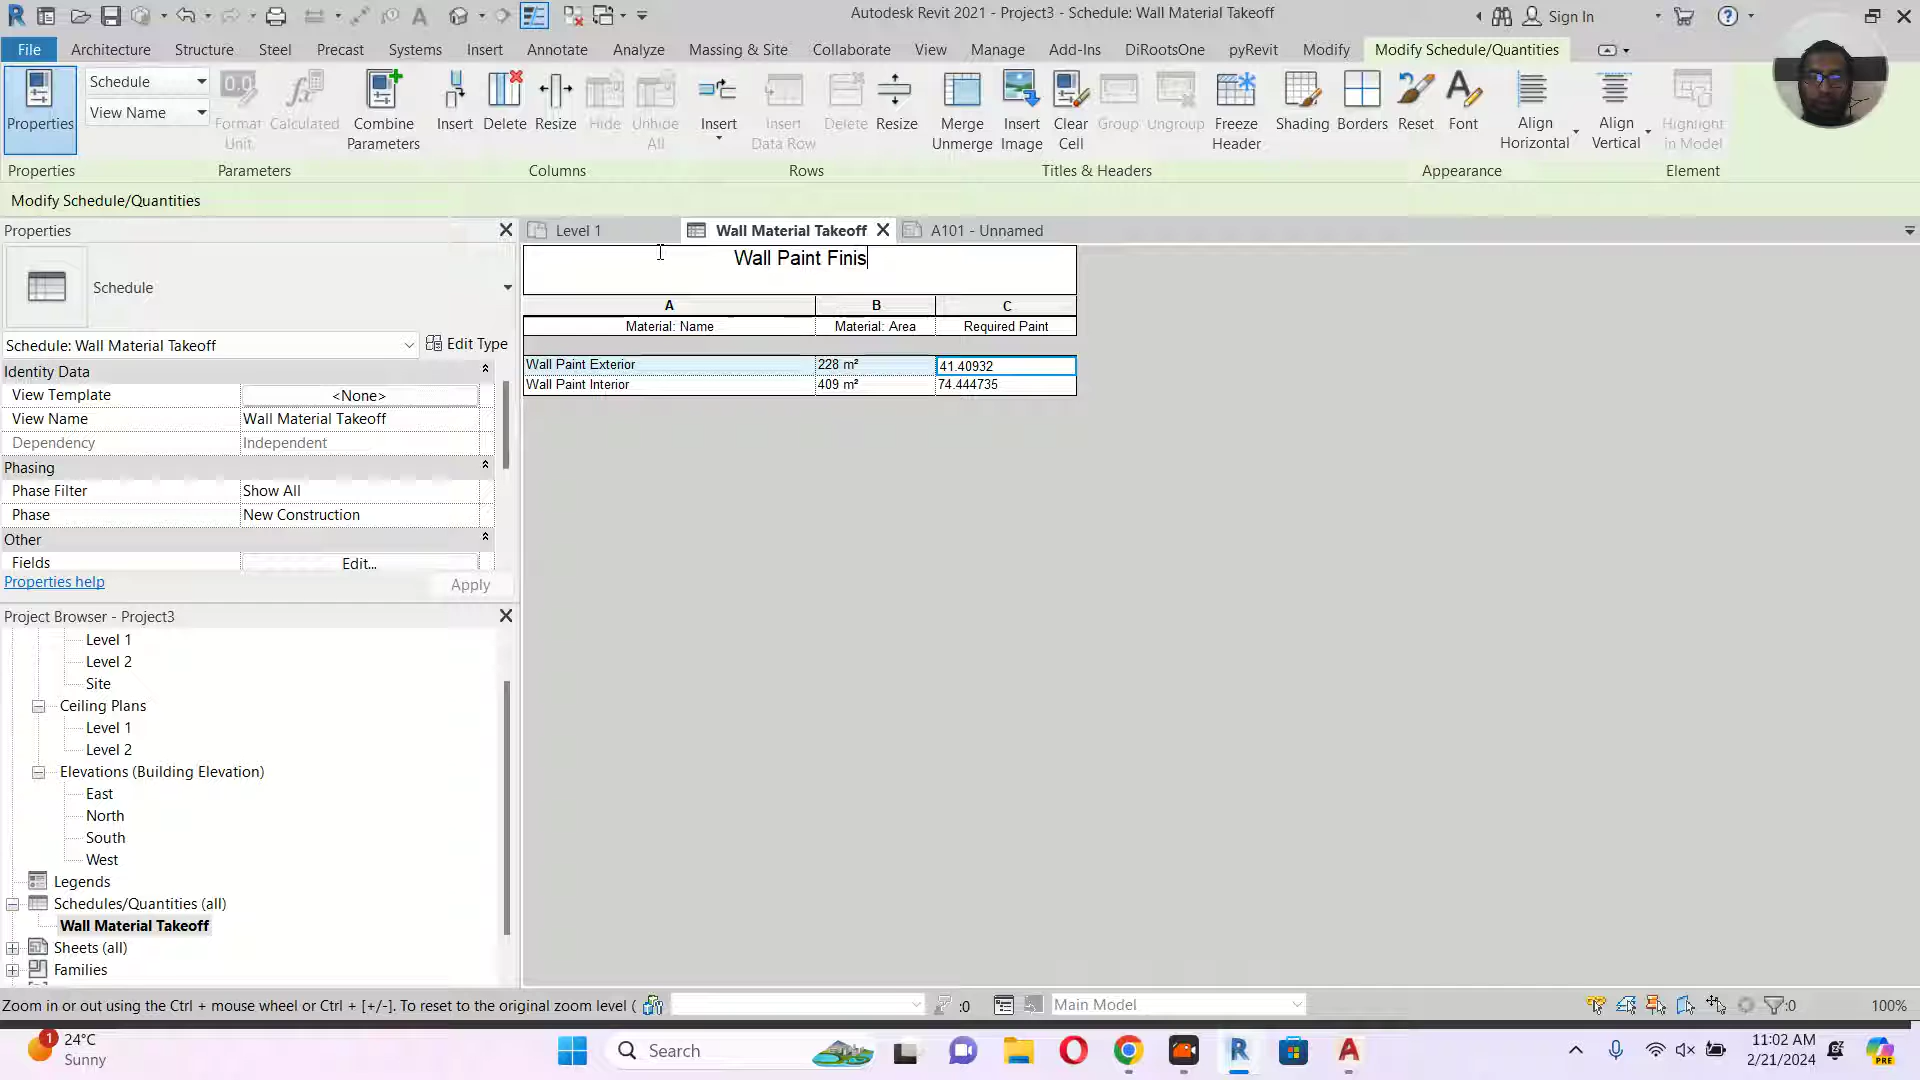 Autodesk Revit 2021 - Project3 - Schedule: Wall Material Takeoff
Sign In
File Architecture Structure Steel Precast Systems Insert Annotate Analyze Massing & Site Collaborate View Manage Add-Ins DiRootsOne pyRevit Modify Modify Schedule/Quantities
Properties
Schedule
View Name
Format Unit
Calculated
Combine Parameters
Insert
Delete
Resize
Hide
Unhide All
Insert
Insert Data Row
Delete
Resize
Merge Unmerge
Insert Image
Clear Cell
Group
Ungroup
Freeze Header
Shading
Borders
Reset
Font
Align Horizontal
Align Vertical
Highlight in Model
Properties Parameters Columns Rows Titles & Headers Appearance Element
Modify Schedule/Quantities
Properties
Schedule
Schedule: Wall Material Takeoff
Edit Type
Identity Data
View Template <None>
View Name Wall Material Takeoff
Dependency Independent
Phasing
Phase Filter Show All
Phase New Construction
Other
Fields Edit...
Properties help
Apply
Level 1
Wall Material Takeoff
A101 - Unnamed
Wall Paint Finis
A B C
Material: Name Material: Area Required Paint
Wall Paint Exterior 228 m² 41.40932
Wall Paint Interior 409 m² 74.444735
Project Browser - Project3
Level 1
Level 2
Site
Ceiling Plans
Level 1
Level 2
Elevations (Building Elevation)
East
North
South
West
Legends
Schedules/Quantities (all)
Wall Material Takeoff
Sheets (all)
Families
Zoom in or out using the Ctrl + mouse wheel or Ctrl + [+/-]. To reset to the original zoom level (
:0
Main Model
:0
100%
1
24°C
Sunny
Search
11:02 AM
2/21/2024
PRE